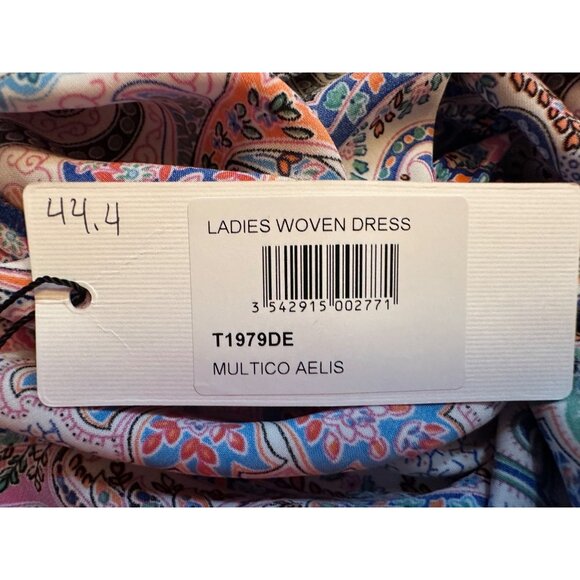 44.4
LADIES WOVEN DRESS
3 542915 002771
T1979DE
MULTICO AELIS